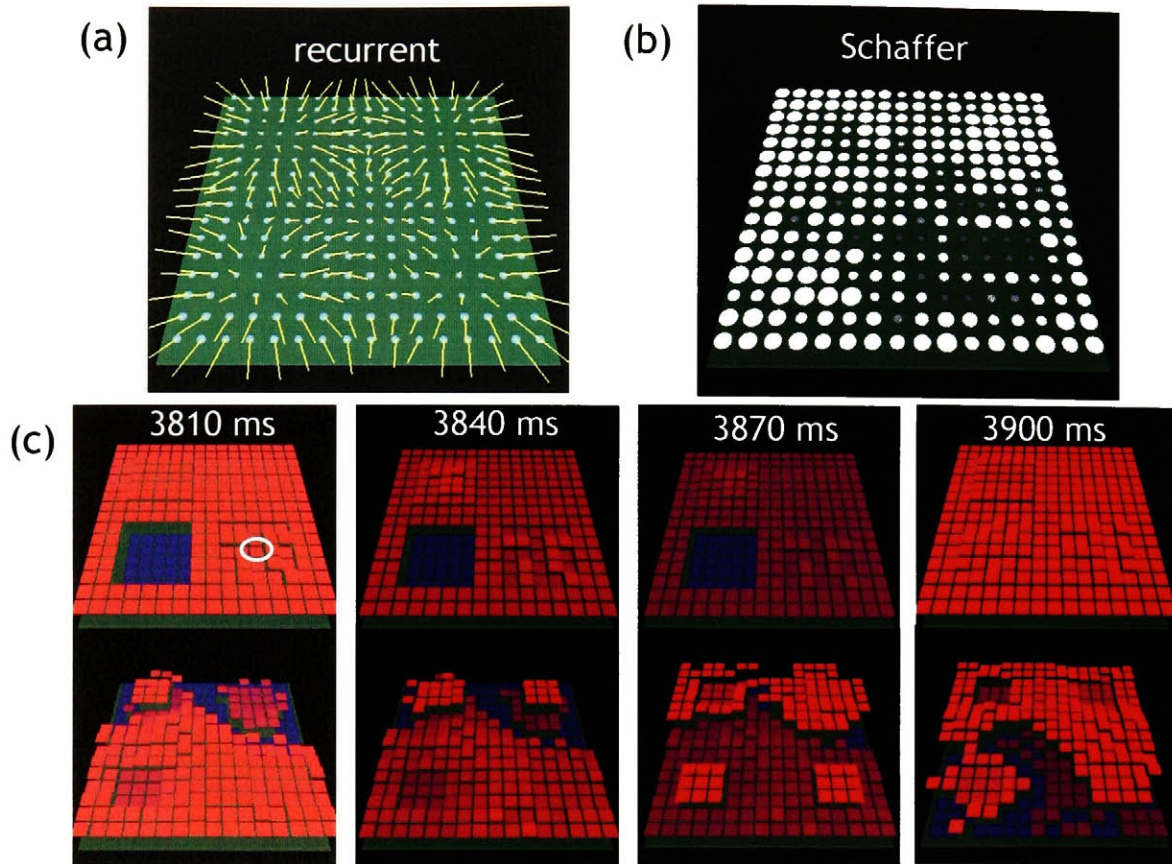 (a)
recurrent
(b)
Schaffer
(c)
3810 ms
3840 ms
3870 ms
3900 ms